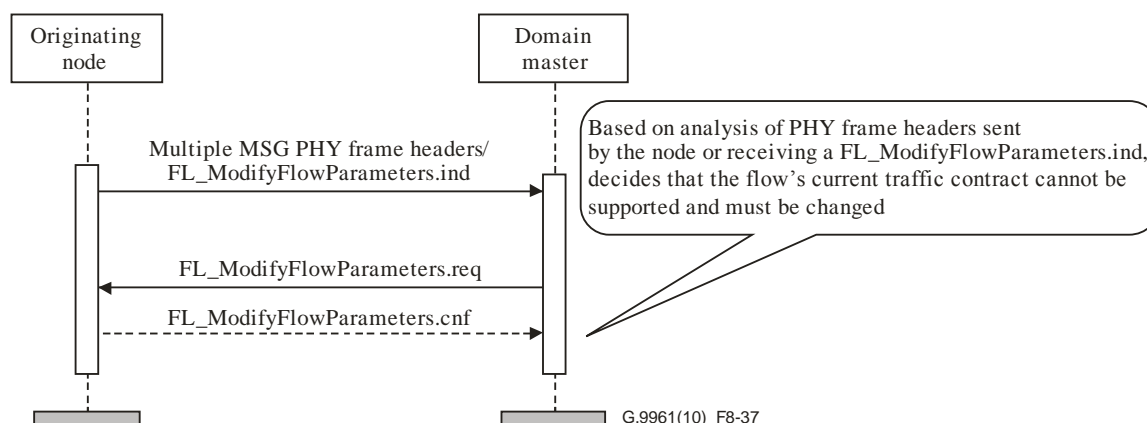 Originating
node
Domain
master
Based on analysis of PHY frame headers sent
by the node or receiving a FL_ModifyFlowParameters.ind,
decides that the flow's current traffic contract cannot be
supported and must be changed
Multiple MSG PHY frame headers/
FL_ModifyFlowParameters.ind
FL_ModifyFlowParameters.req
FL_ModifyFlowParameters.cnf
G.9961(10)_F8-37